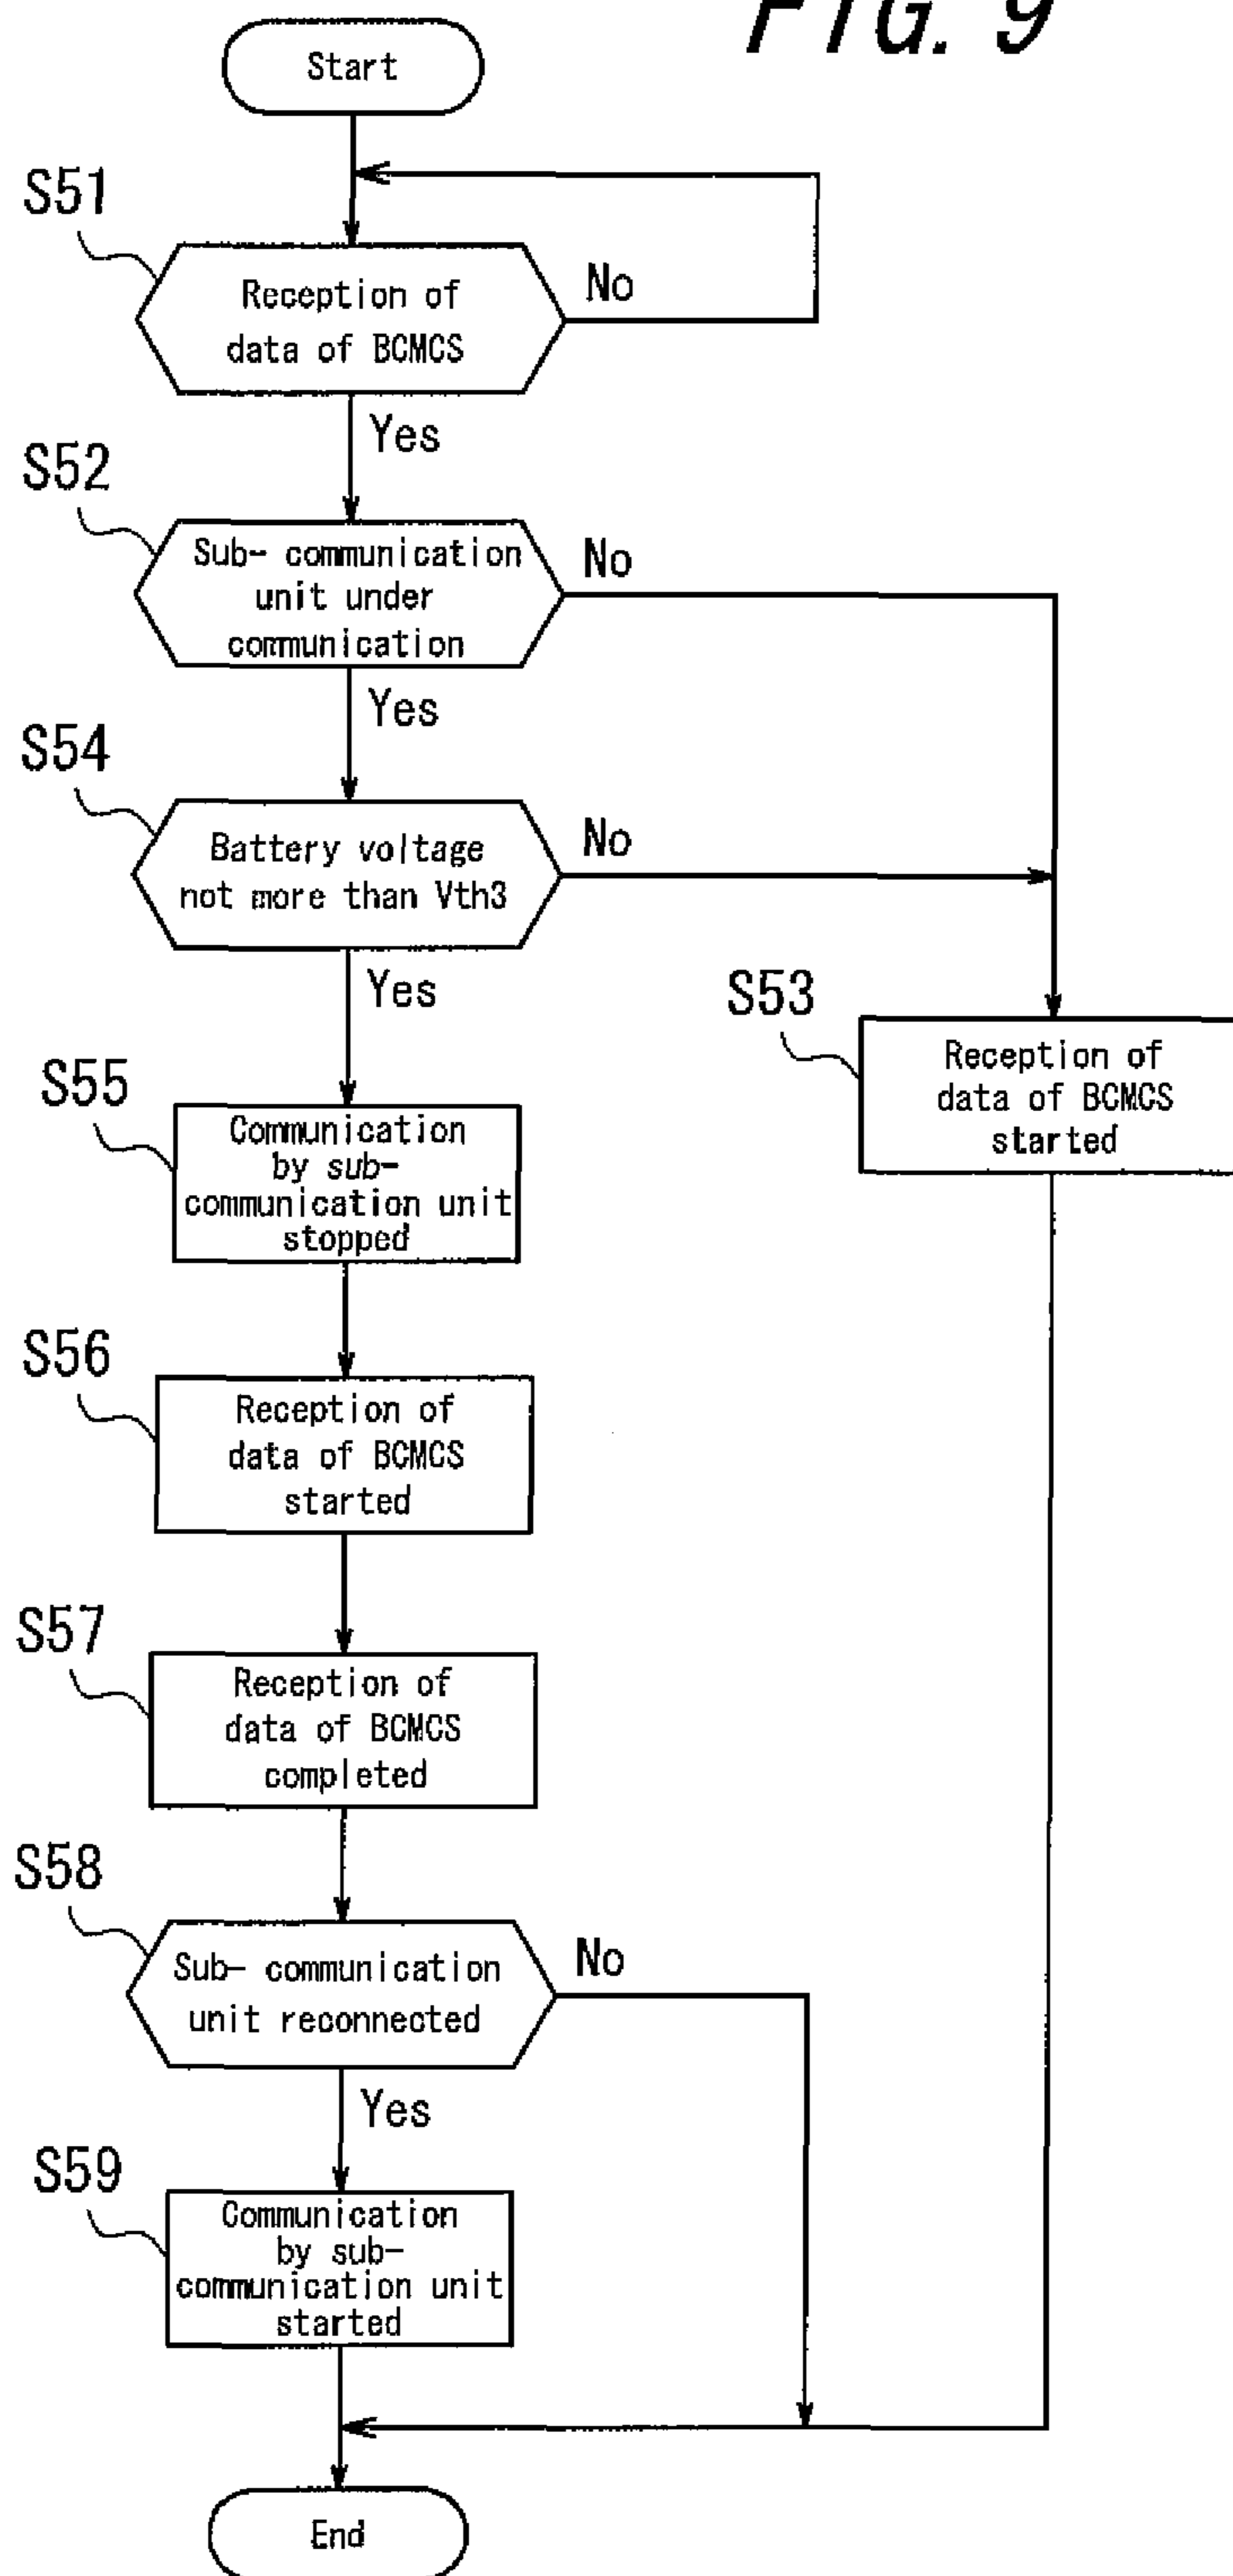 FIG. 9
Start
S51
Reception of
data of BCMCS
No
Yes
S52
Sub- communication
unit under
communication
No
Yes
S54
Battery voltage
not more than Vth3
No
Yes
S53
Reception of
data of BCMCS
started
S55
Communication
by sub-
communication unit
stopped
S56
Reception of
data of BCMCS
started
S57
Reception of
data of BCMCS
completed
S58
Sub- communication
unit reconnected
No
Yes
S59
Communication
by sub-
communication unit
started
End